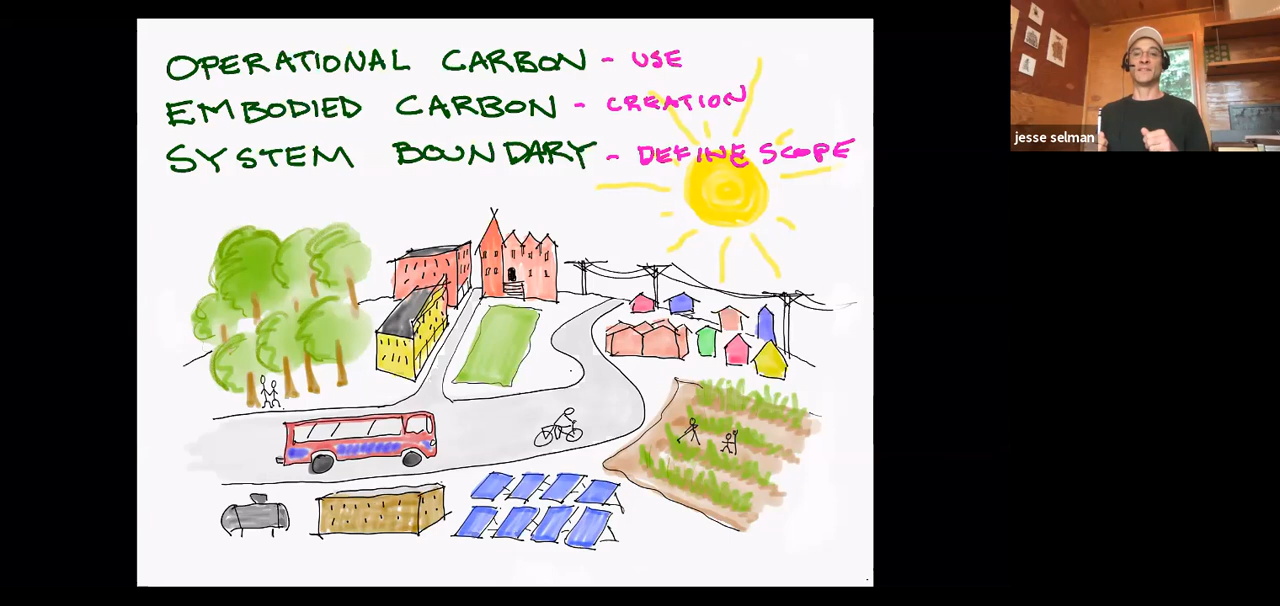 OPERATIONAL CARBON - USE
EMBODIED CARBON - CREATION
SYSTEM BOUNDARY - DEFINE SCOPE
jesse selman